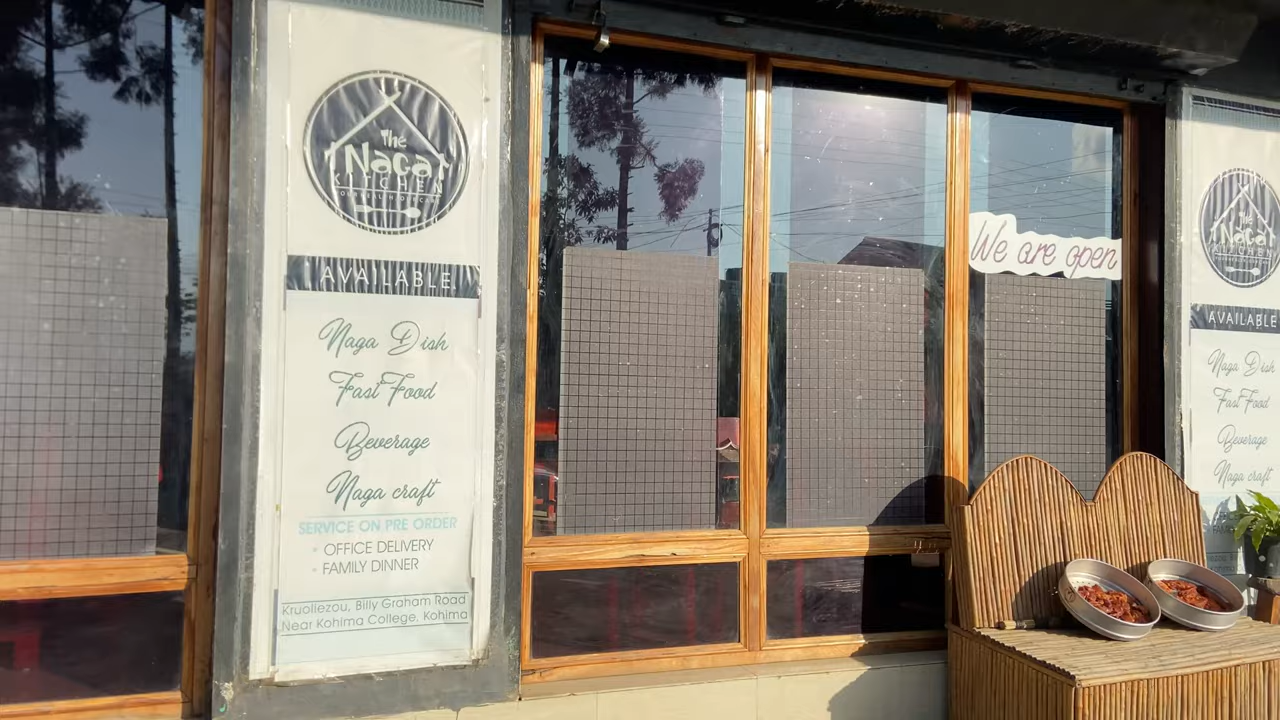 The
Naga
KITCHEN
AVAILABLE
Naga Dish
Fast Food
Beverage
Naga craft
SERVICE ON PRE ORDER
• OFFICE DELIVERY
• FAMILY DINNER
Kruoliezou, Billy Graham Road
Near Kohima College, Kohima
We are open
The
Naga
AVAILABLE
Naga Dish
Fast Food
Beverage
Naga craft